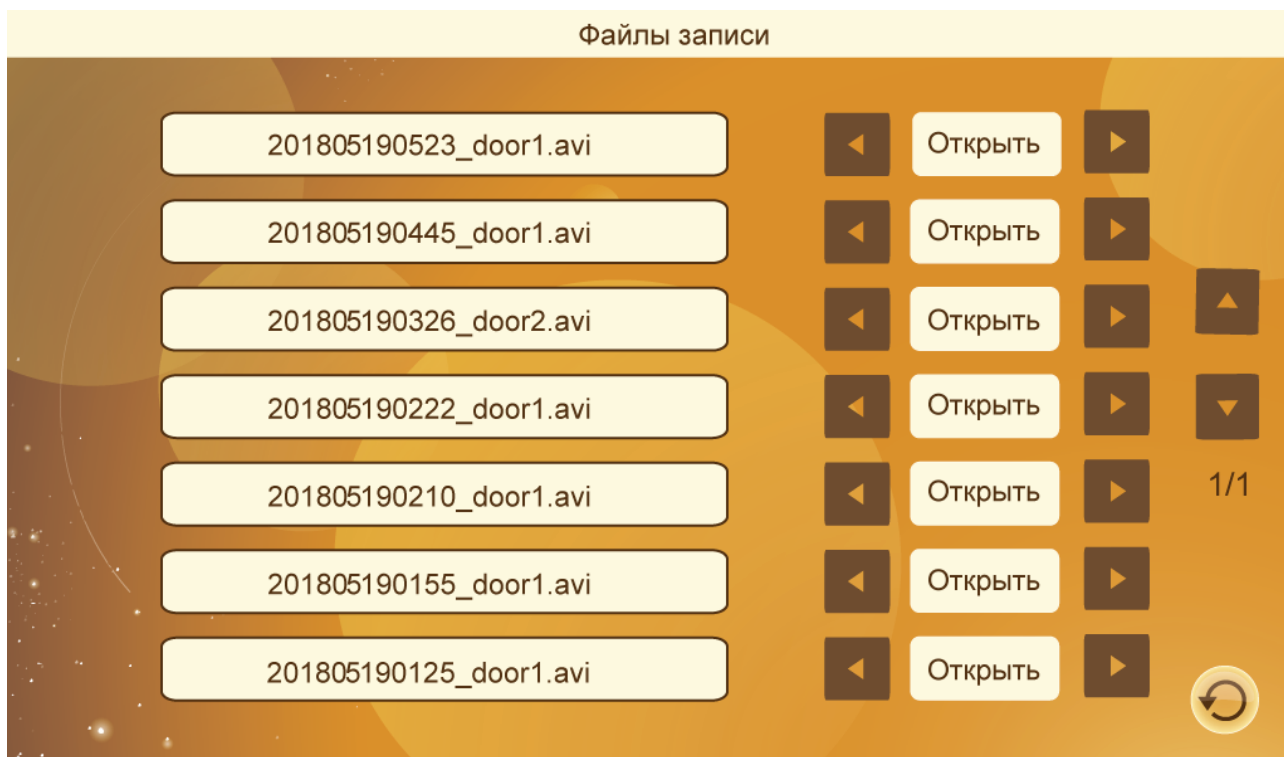 Файлы записи
201805190523_door1.avi Открыть
201805190445_door1.avi Открыть
201805190326_door2.avi Открыть
201805190222_door1.avi Открыть
201805190210_door1.avi Открыть
1/1
201805190155_door1.avi Открыть
201805190125_door1.avi Открыть